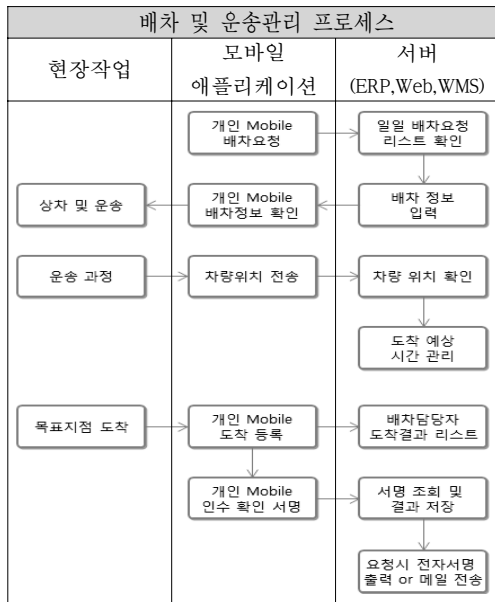 배차 및 운송관리 프로세스
현장작업
모바일
애플리케이션
서버
(ERP,Web,WMS)
개인 Mobile
배차요청
일일 배차요청
리스트 확인
상차 및 운송
개인 Mobile
배차정보 확인
배차 정보
입력
운송 과정
차량위치 전송
차량 위치 확인
도착 예상
시간 관리
목표지점 도착
개인 Mobile
도착 등록
배차담당자
도착결과 리스트
개인 Mobile
인수 확인 서명
서명 조회 및
결과 저장
요청시 전자서명
출력 or 메일 전송